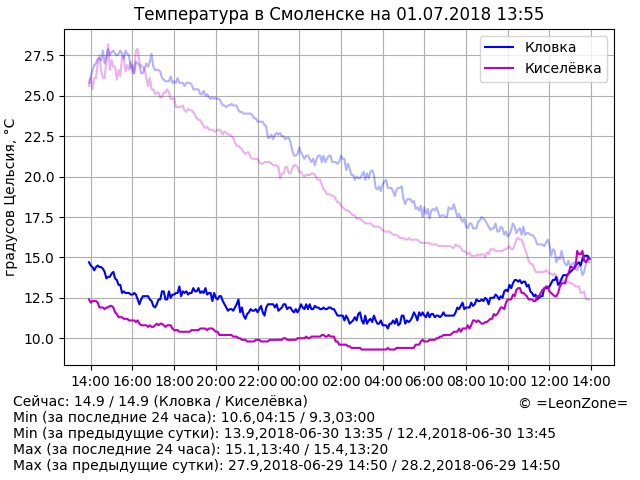 Температура в Смоленске на 01.07.2018 13:55
Кловка
Киселёвка
градусов Цельсия, °C
27.5
25.0
22.5
20.0
17.5
15.0
12.5
10.0
14:00 16:00 18:00 20:00 22:00 00:00 02:00 04:00 06:00 08:00 10:00 12:00 14:00
Сейчас: 14.9 / 14.9 (Кловка / Киселёвка)
© =LeonZone=
Min (за последние 24 часа): 10.6,04:15 / 9.3,03:00
Min (за предыдущие сутки): 13.9,2018-06-30 13:35 / 12.4,2018-06-30 13:45
Max (за последние 24 часа): 15.1,13:40 / 15.4,13:20
Max (за предыдущие сутки): 27.9,2018-06-29 14:50 / 28.2,2018-06-29 14:50